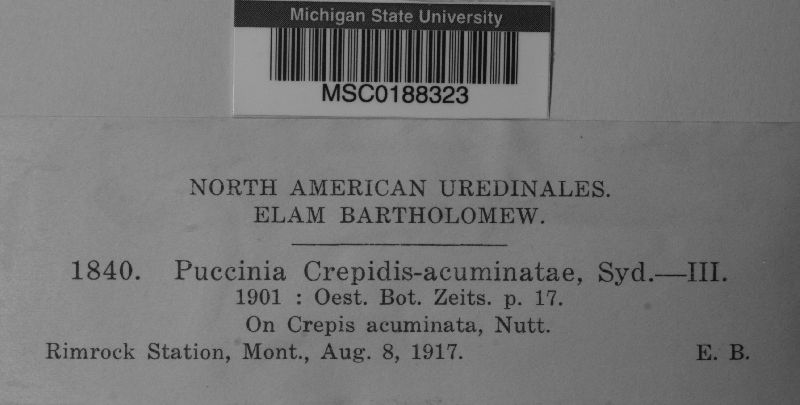 Michigan State University
MSC0188323
NORTH AMERICAN UREDINALES.
ELAM BARTHOLOMEW.
1840. Puccinia Crepidis-acuminatae, Syd.—III.
1901 : Oest. Bot. Zeits. p. 17.
On Crepis acuminata, Nutt.
Rimrock Station, Mont., Aug. 8, 1917. E. B.